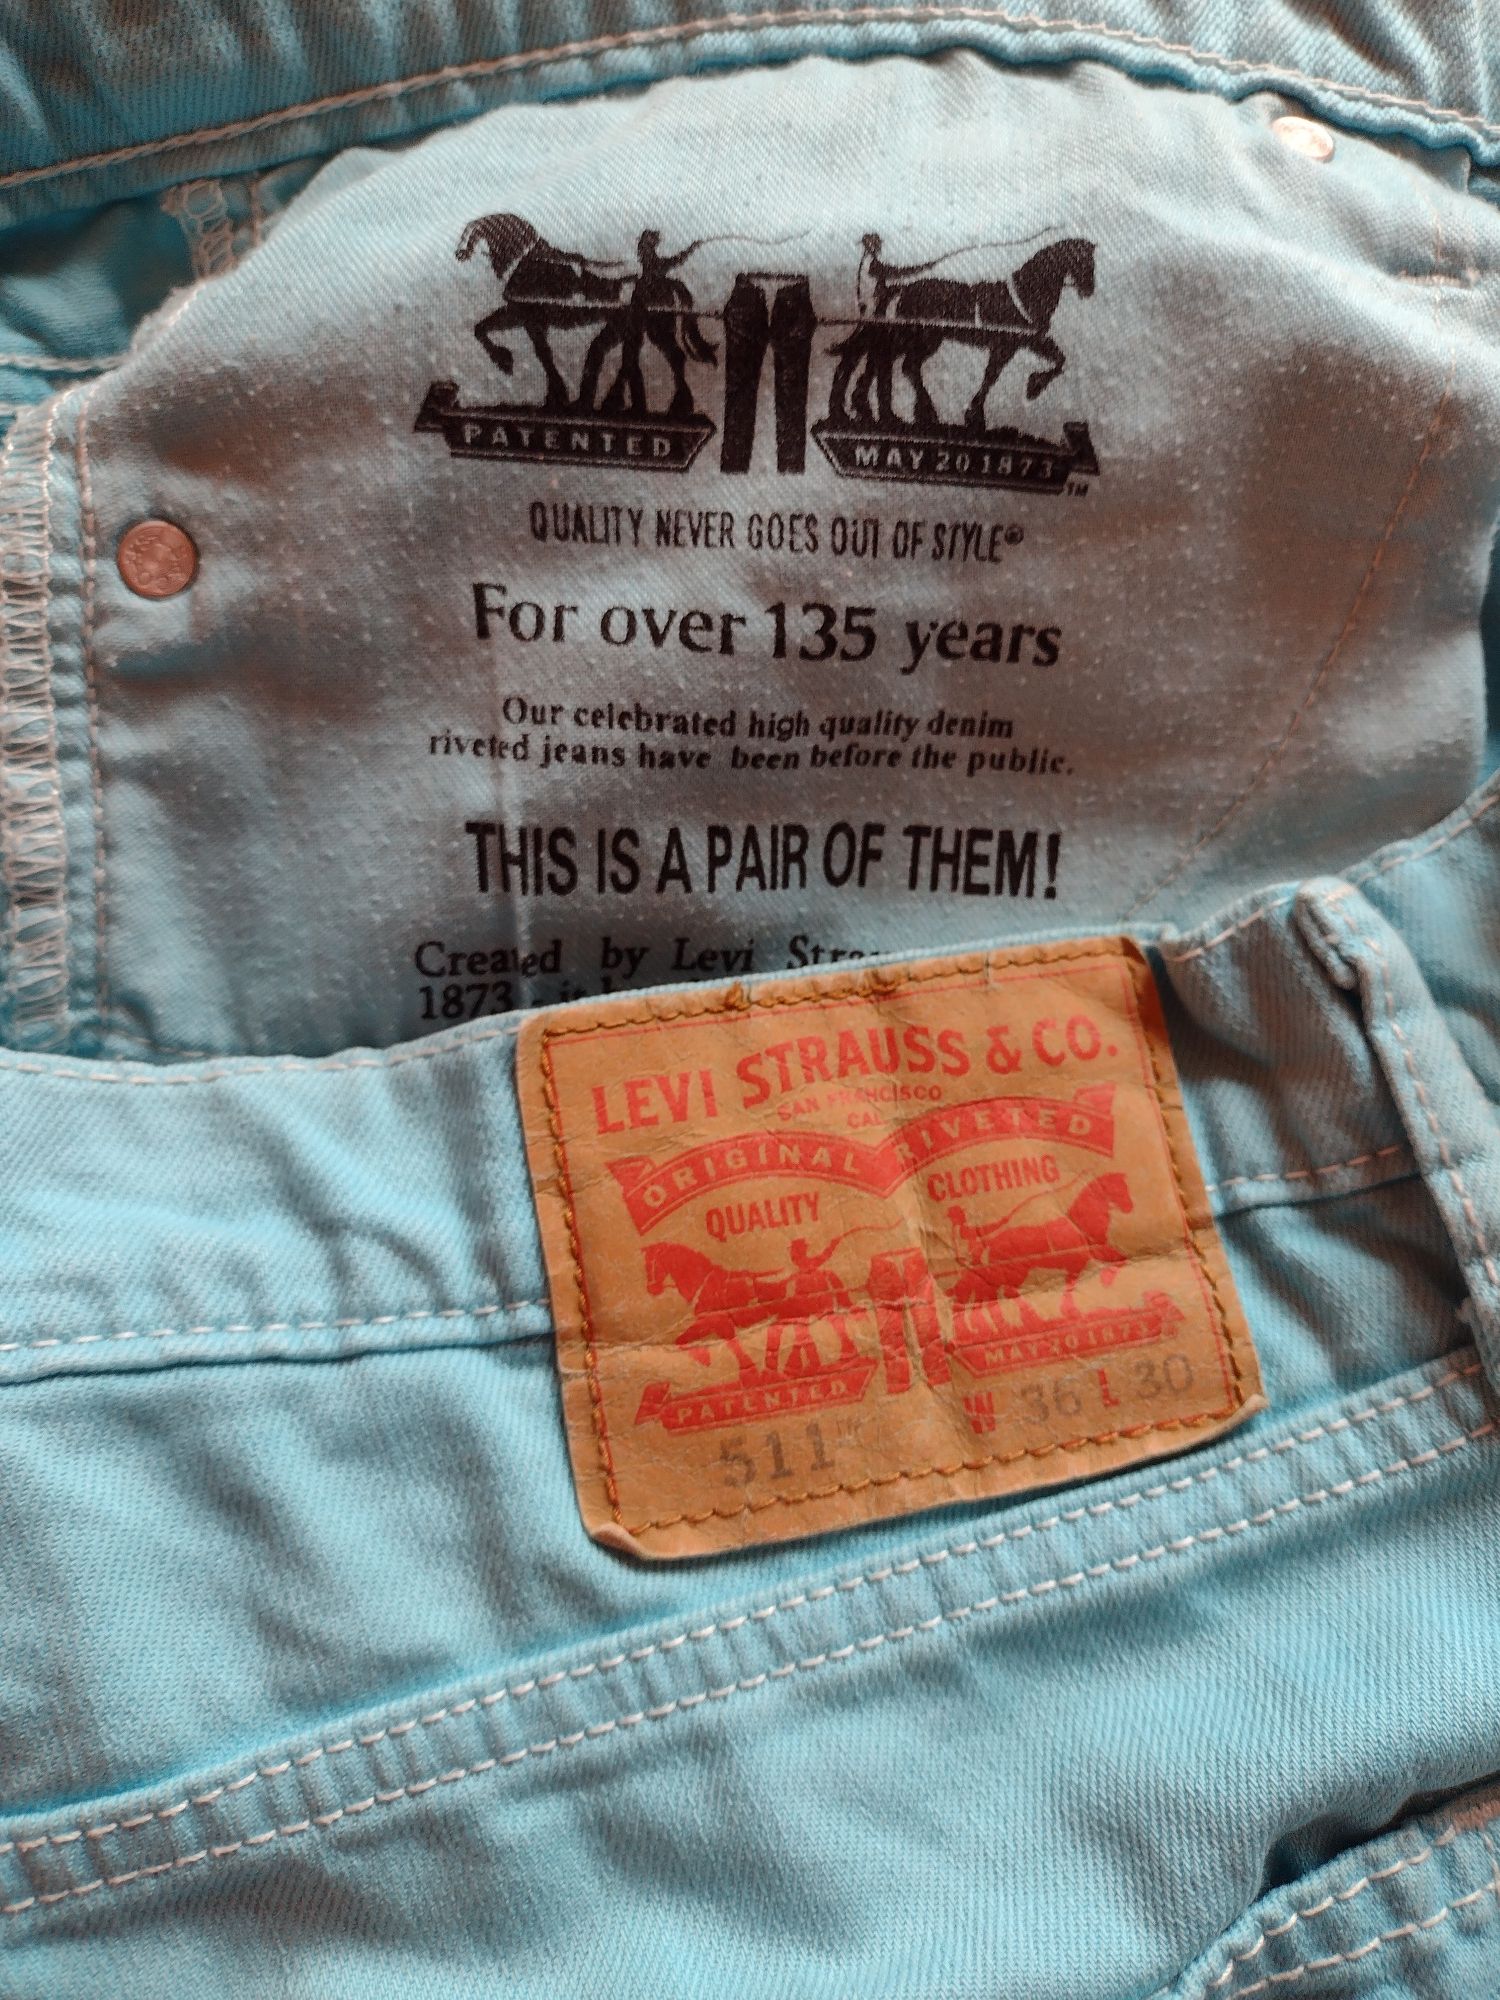 PATENTED MAY 20 1873 ™
QUALITY NEVER GOES OUT OF STYLE®
For over 135 years
Our celebrated high quality denim
riveted jeans have been before the public.
THIS IS A PAIR OF THEM!
Created by Levi
1873
LEVI STRAUSS & CO.
SAN FRANCISCO
CAL
ORIGINAL RIVETED
QUALITY CLOTHING
PATENTED MAY 20 1873
511™ W 36 L 30